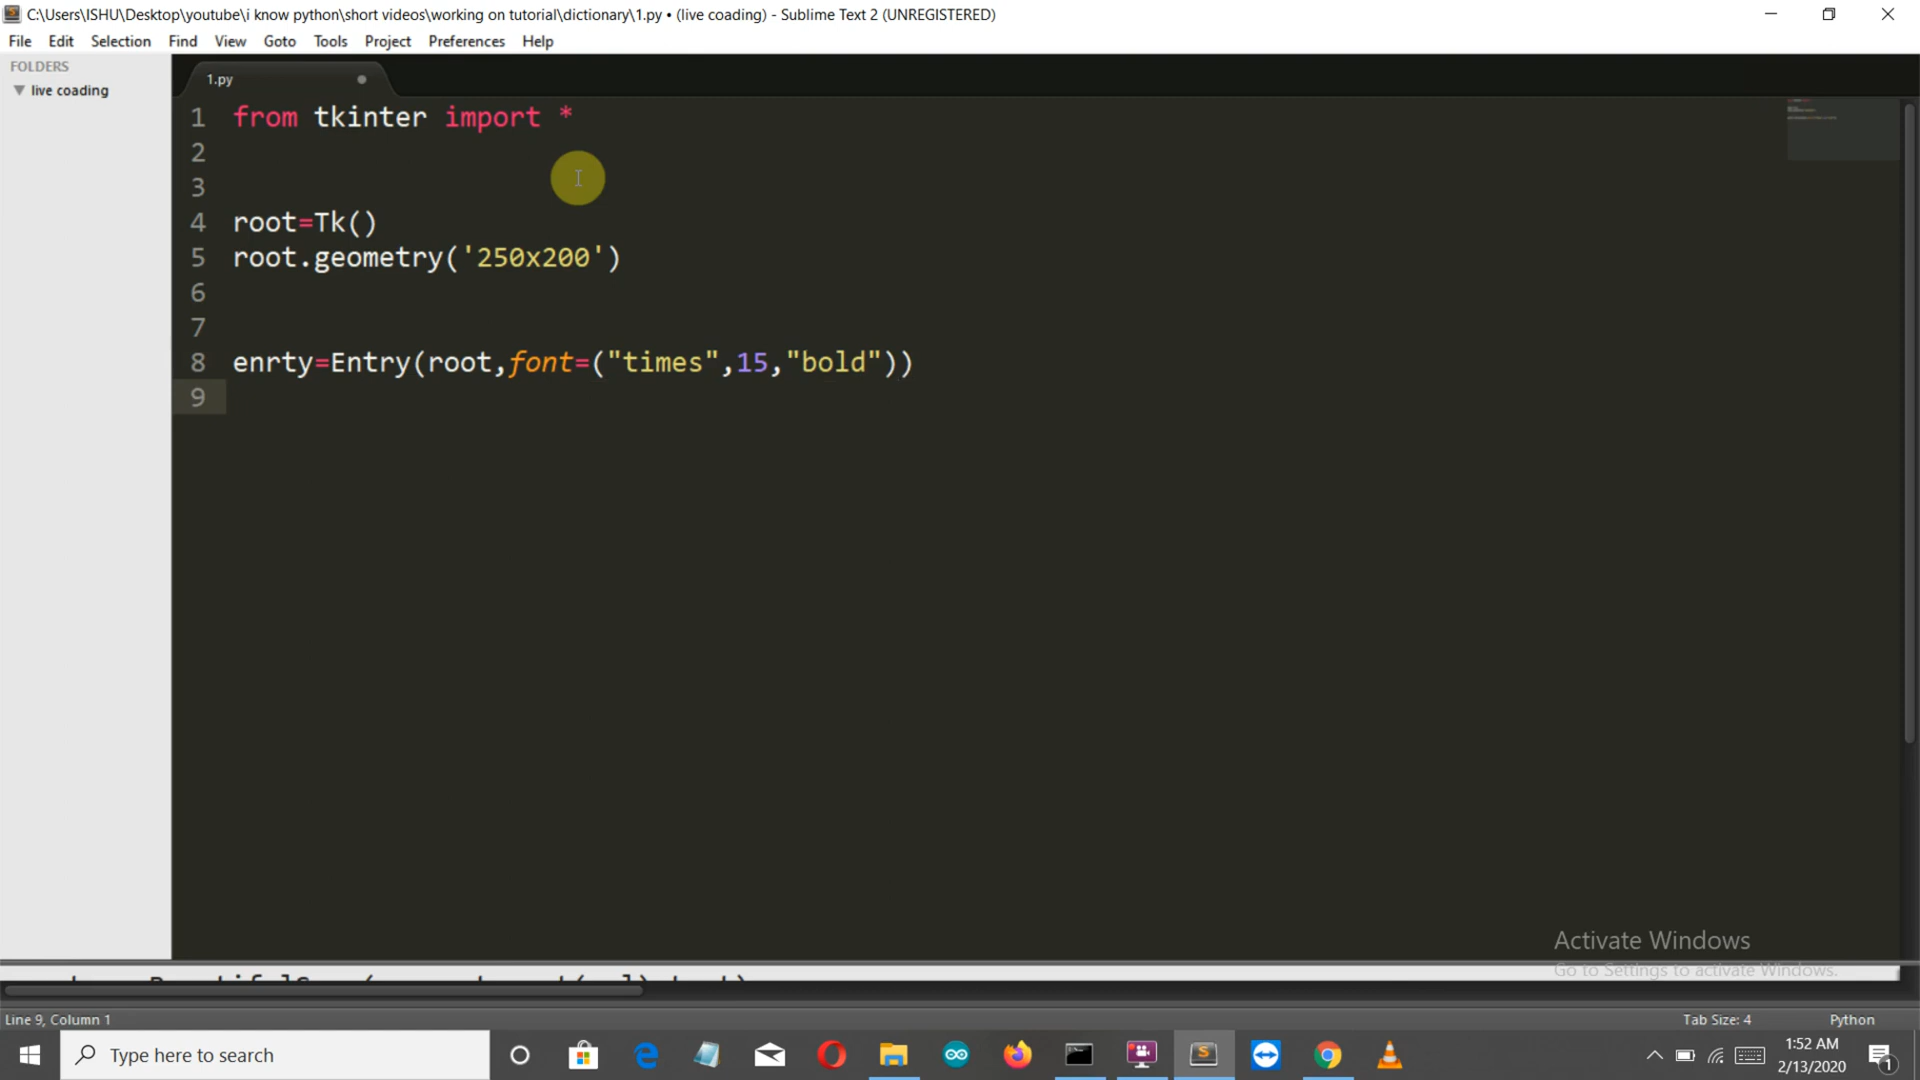 C:\Users\ISHU\Desktop\youtube\i know python\short videos\working on tutorial\dictionary\1.py • (live coading) - Sublime Text 2 (UNREGISTERED)
File Edit Selection Find View Goto Tools Project Preferences Help
FOLDERS
live coading
1.py
1 from tkinter import *
2
3
4 root=Tk()
5 root.geometry('250x200')
6
7
8 enrty=Entry(root,font=("times",15,"bold"))
9
Activate Windows
Go to Settings to activate Windows.
Line 9, Column 1
Tab Size: 4
Python
Type here to search
1:52 AM
2/13/2020
1